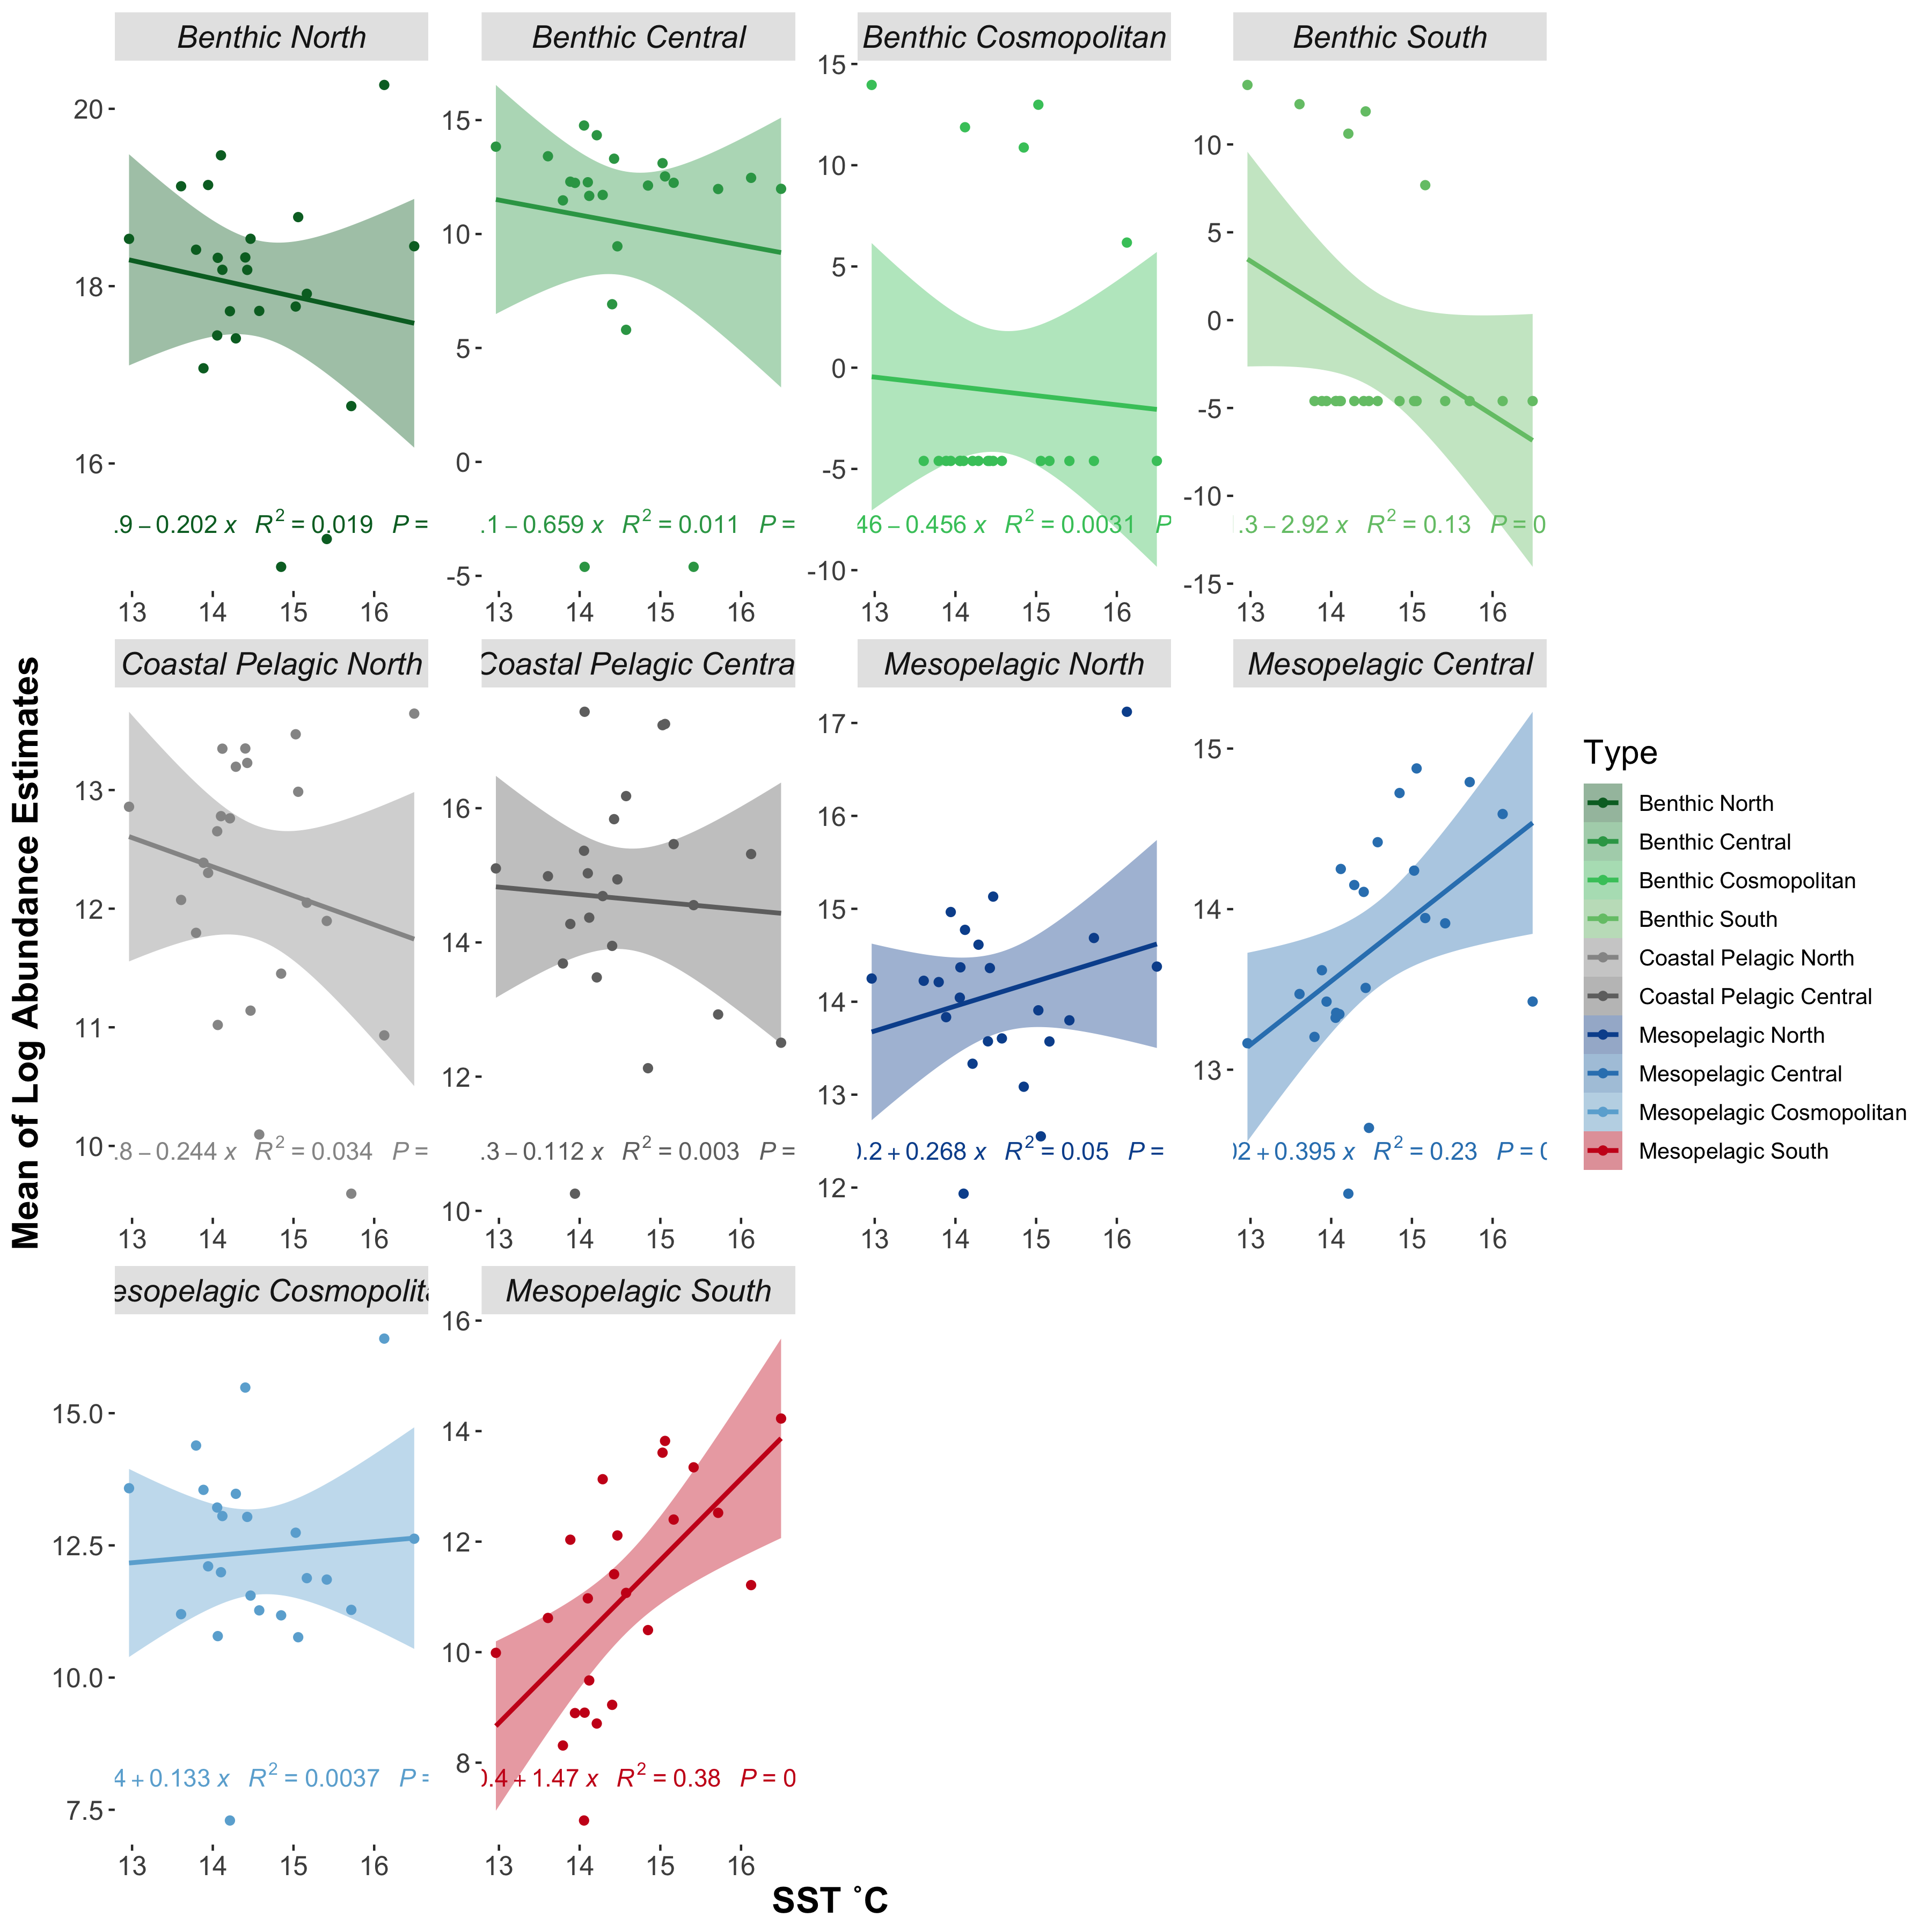 Benthic North
Benthic Central
Benthic Cosmopolitan
Benthic South
20
18
16
15
10
5
0
-5
15
10
5
0
-5
-10
10
5
0
-5
-10
-15
.9 − 0.202 x R² = 0.019 P =
.1 − 0.659 x R² = 0.011 P =
46 − 0.456 x R² = 0.0031 P
.3 − 2.92 x R² = 0.13 P = 0
13 14 15 16
13 14 15 16
13 14 15 16
13 14 15 16
Mean of Log Abundance Estimates
Coastal Pelagic North
Coastal Pelagic Centra
Mesopelagic North
Mesopelagic Central
13
12
11
10
16
14
12
10
17
16
15
14
13
12
15
14
13
.8 − 0.244 x R² = 0.034 P =
.3 − 0.112 x R² = 0.003 P =
0.2 + 0.268 x R² = 0.05 P =
02 + 0.395 x R² = 0.23 P = 0
13 14 15 16
13 14 15 16
13 14 15 16
13 14 15 16
esopelagic Cosmopolita
Mesopelagic South
15.0
12.5
10.0
7.5
16
14
12
10
8
4 + 0.133 x R² = 0.0037 P =
0.4 + 1.47 x R² = 0.38 P = 0
13 14 15 16
13 14 15 16
SST ˚C
Type
Benthic North
Benthic Central
Benthic Cosmopolitan
Benthic South
Coastal Pelagic North
Coastal Pelagic Central
Mesopelagic North
Mesopelagic Central
Mesopelagic Cosmopolitan
Mesopelagic South